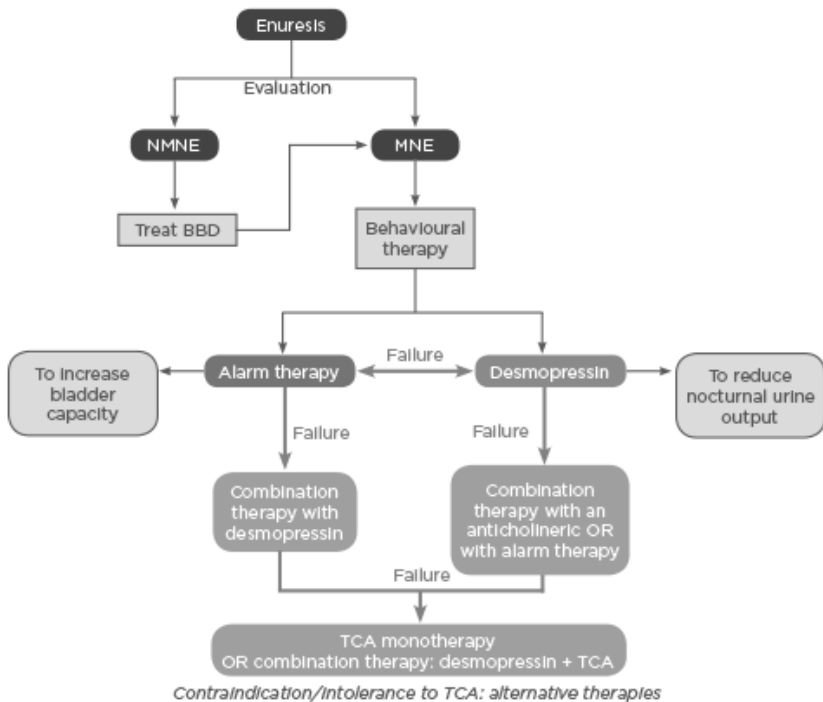 Enuresis
Evaluation
NMNE
MNE
Treat BBD
Behavioural
therapy
Failure
Alarm therapy
Desmopressin
To increase
bladder
capacity
To reduce
nocturnal urine
output
Failure
Failure
Combination
therapy with
desmopressin
Combination
therapy with an
anticholineric OR
with alarm therapy
Failure
TCA monotherapy
OR combination therapy: desmopressin + TCA
Contraindication/intolerance to TCA: alternative therapies